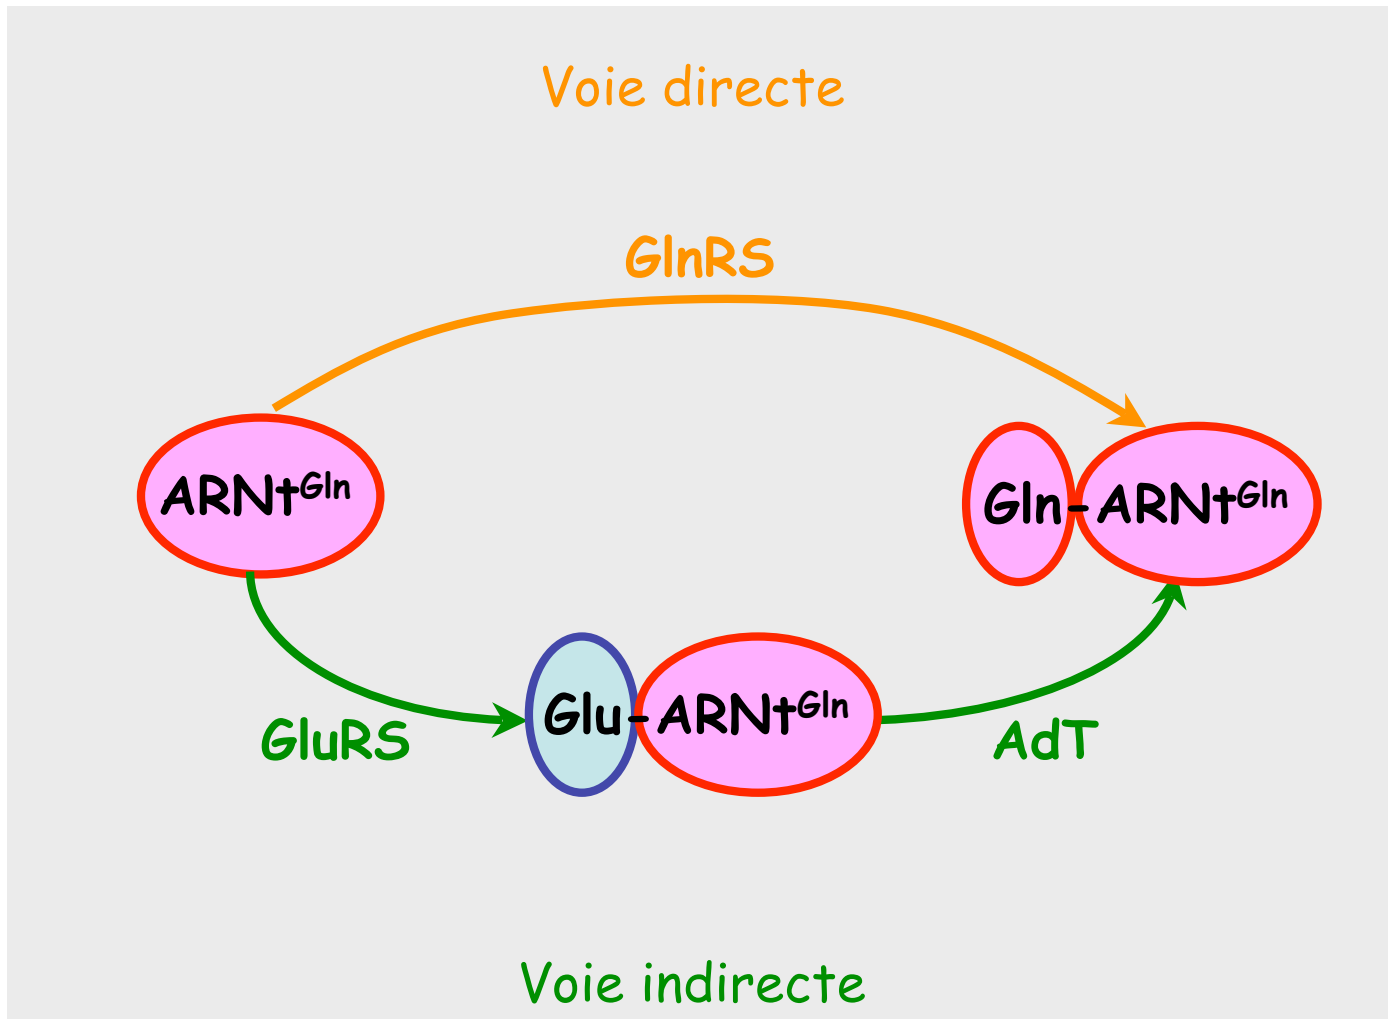 Voie directe
GlnRS
ARNtGln
Gln-ARNtGln
Glu-ARNtGln
GluRS
AdT
Voie indirecte